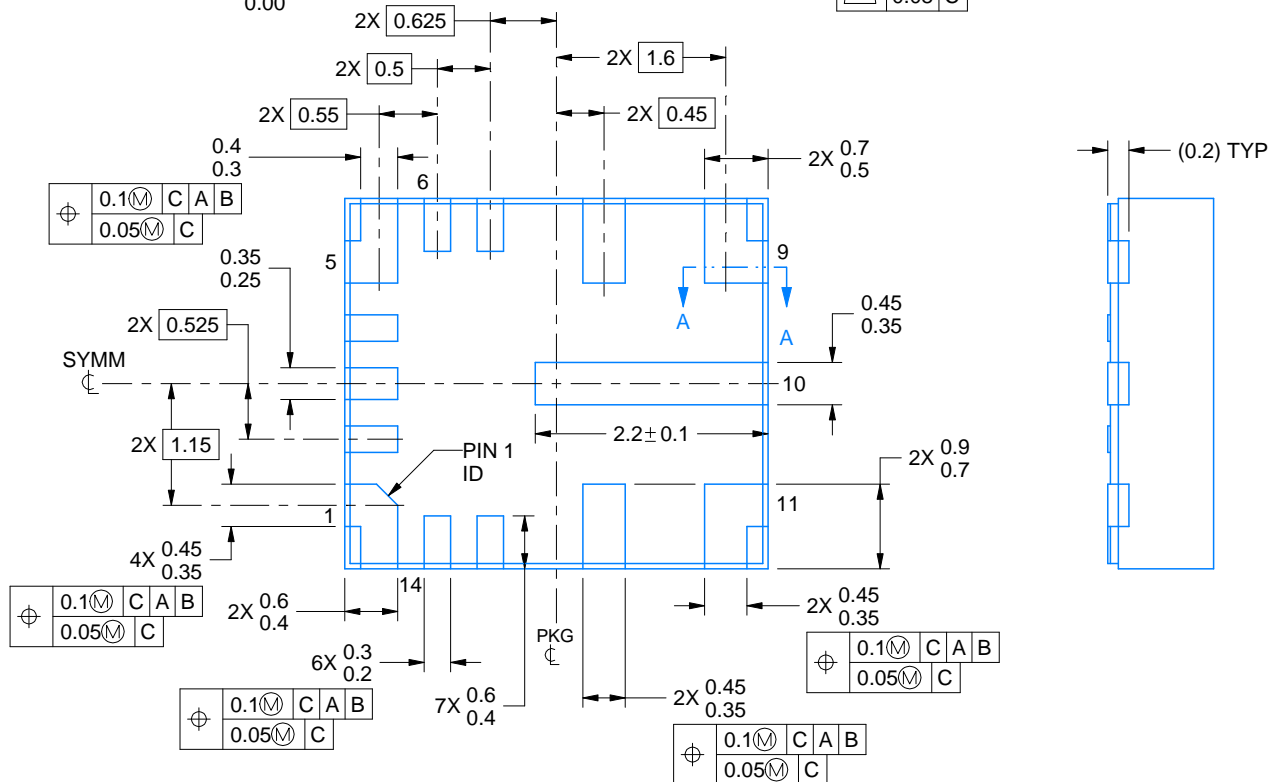 0.00
2X 0.625
2X 0.5
2X 1.6
2X 0.55
2X 0.45
0.4
0.3
6
2X 0.7
0.5
(0.2) TYP
0.1Ⓜ C A B
0.05Ⓜ C
5
9
0.35
0.25
A
A
0.45
0.35
2X 0.525
SYMM
10
2X 1.15
2.2±0.1
PIN 1
ID
2X 0.9
0.7
1
11
4X 0.45
0.35
14
0.1Ⓜ C A B
0.05Ⓜ C
2X 0.6
0.4
2X 0.45
0.35
PKG
6X 0.3
0.2
0.1Ⓜ C A B
0.05Ⓜ C
0.1Ⓜ C A B
0.05Ⓜ C
7X 0.6
0.4
2X 0.45
0.35
0.1Ⓜ C A B
0.05Ⓜ C